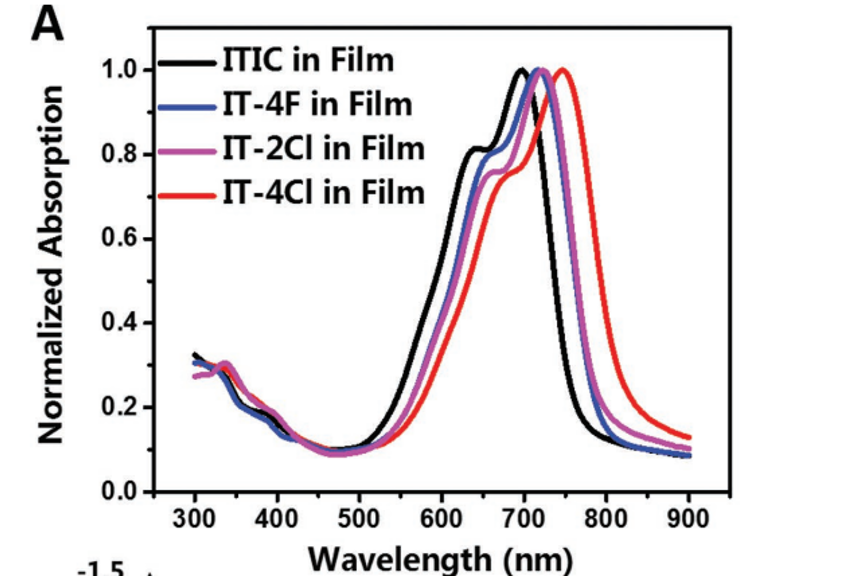 A
ITIC in Film
IT-4F in Film
IT-2Cl in Film
IT-4Cl in Film
Normalized Absorption
1.0
0.8
0.6
0.4
0.2
0.0
300 400 500 600 700 800 900
Wavelength (nm)
-1.5